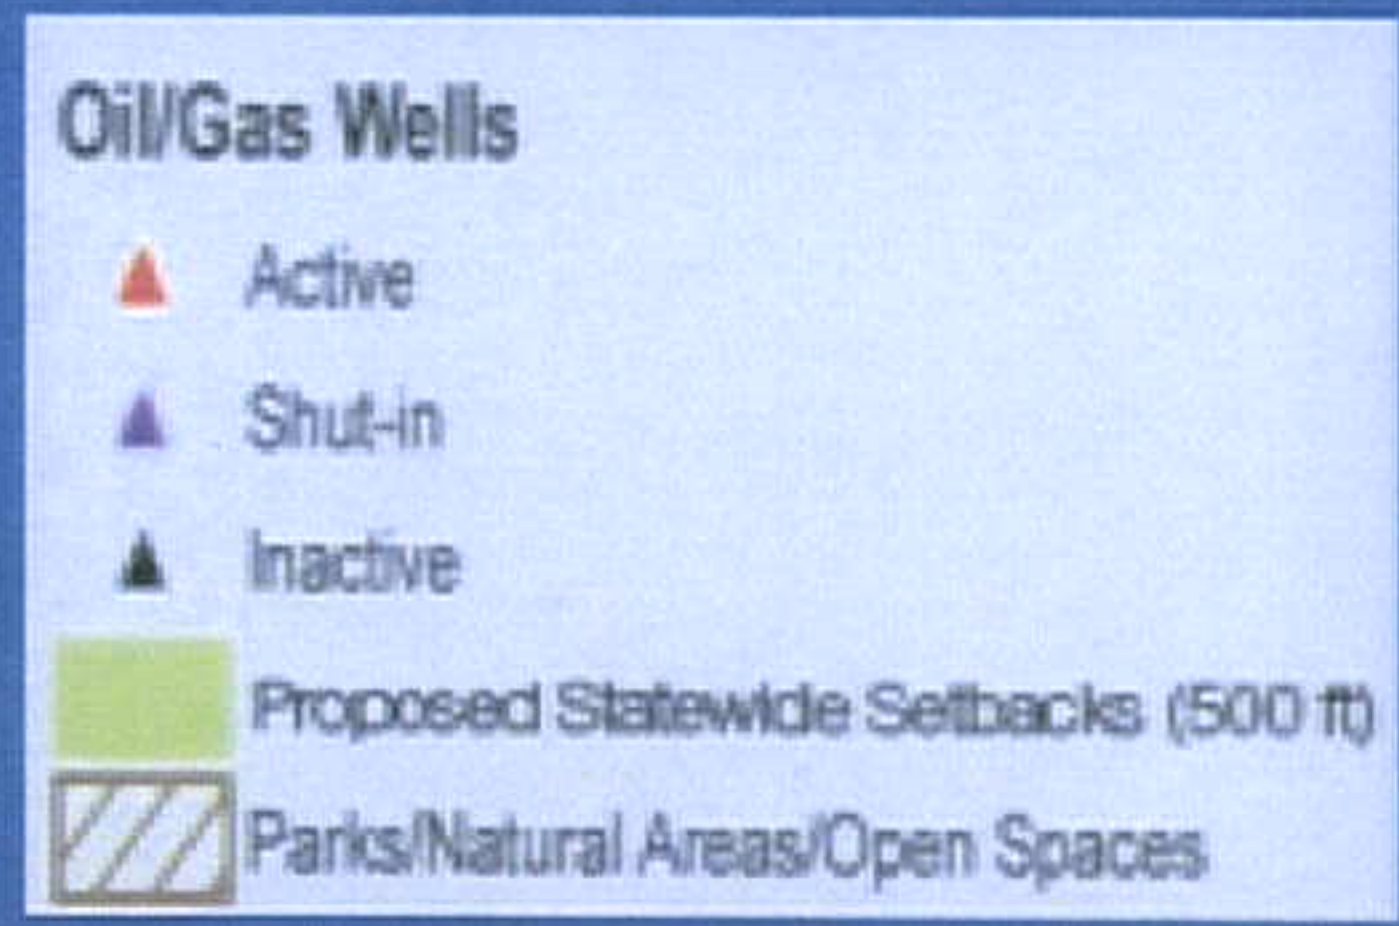 Oil/Gas Wells
Active
Shut-in
Inactive
Proposed Statewide Setbacks (500 ft)
Parks/Natural Areas/Open Spaces